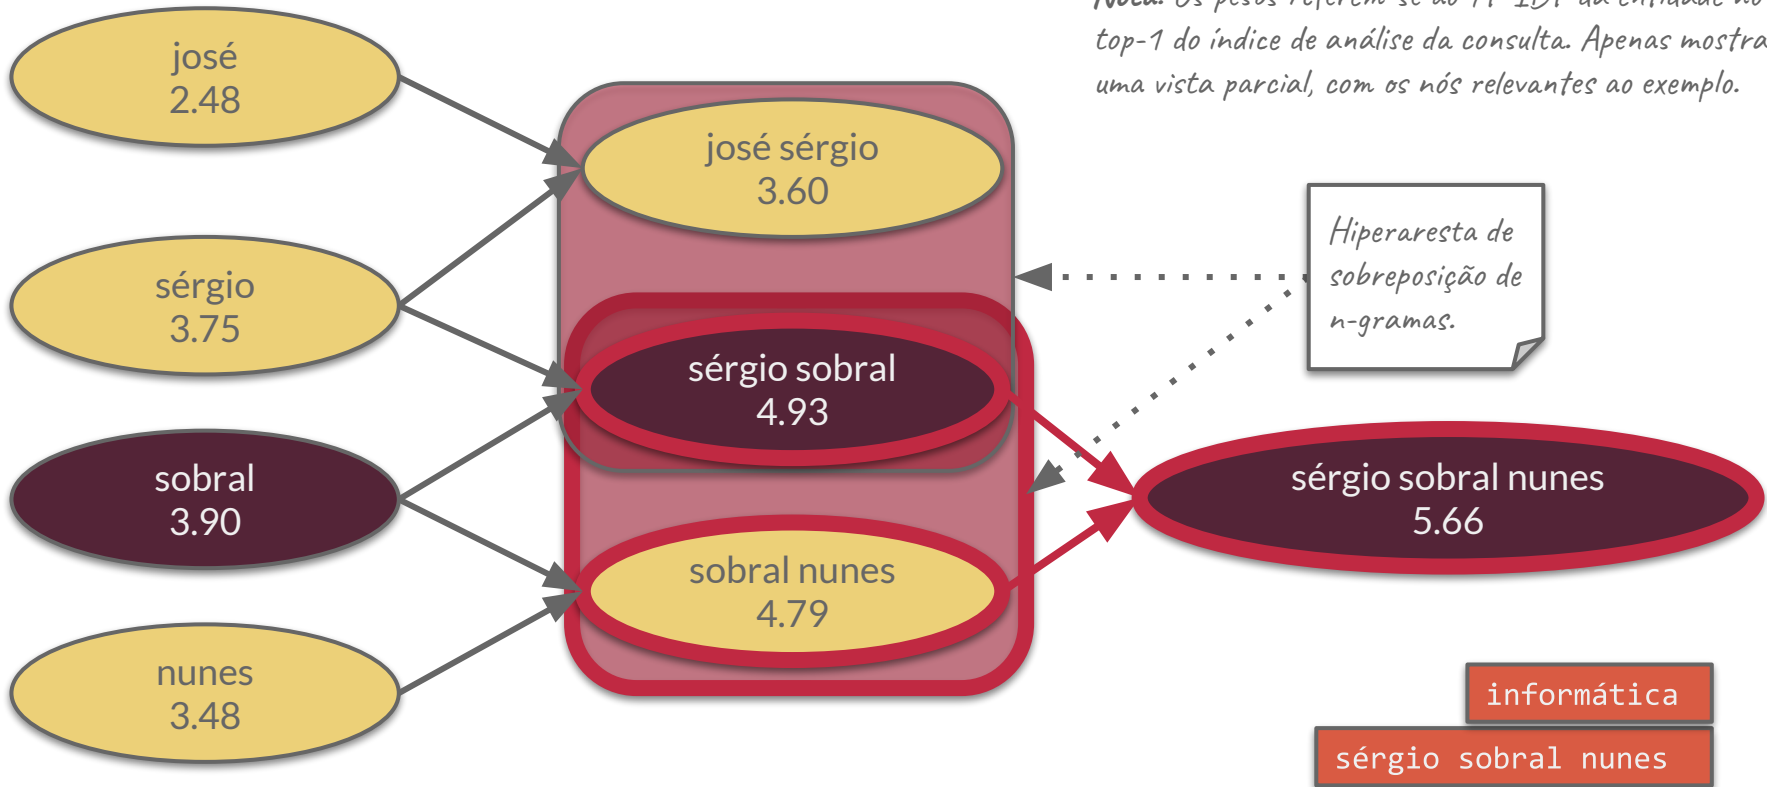 top-1 do índice de análise da consulta. Apenas mostra
uma vista parcial, com os nós relevantes ao exemplo.
josé
2.48
josé sérgio
3.60
Hiperaresta de
sobreposição de
n-gramas.
sérgio
3.75
sérgio sobral
4.93
sobral
3.90
sérgio sobral nunes
5.66
sobral nunes
4.79
nunes
3.48
informática
sérgio sobral nunes